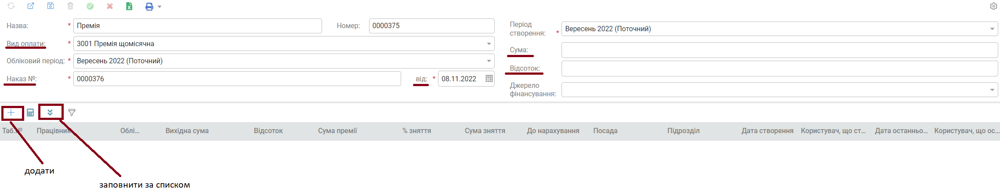 Назва: * Премія Номер: 0000375
Вид оплати: * 3001 Премія щомісячна
Обліковий період: * Вересень 2022 (Поточний)
Наказ №: * 0000376 від: * 08.11.2022
Період
створення: * Вересень 2022 (Поточний)
Сума:
Відсоток:
Джерело
фінансування:
Таб.№ Працівник Облі... Вихідна сума Відсоток Сума премії % зняття Сума зняття До нарахування Посада Підрозділ Дата створення Користувач, що ст... Дата останньо... Користувач, що ос...
додати
заповнити за списком